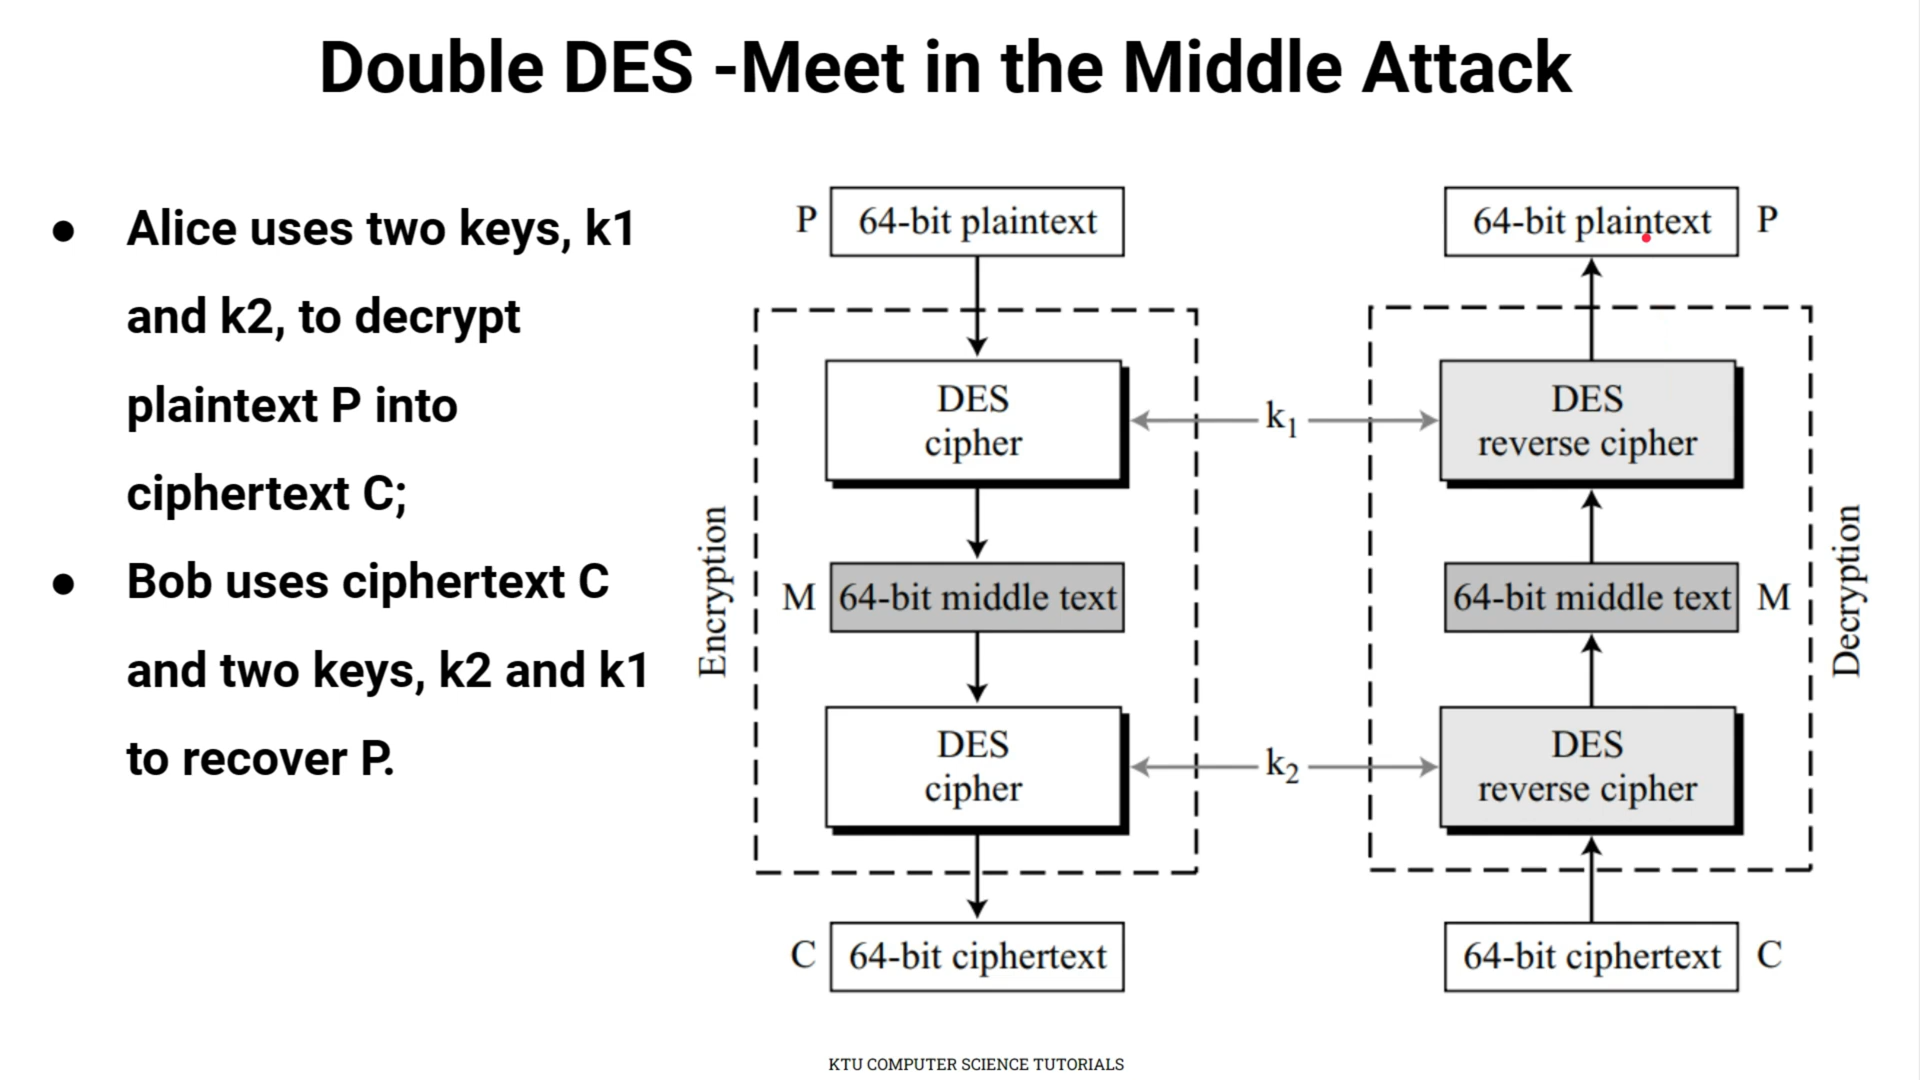 Double DES -Meet in the Middle Attack
● Alice uses two keys, k1
and k2, to decrypt
plaintext P into
ciphertext C;
● Bob uses ciphertext C
and two keys, k2 and k1
to recover P.
P 64-bit plaintext
DES
cipher
M 64-bit middle text
DES
cipher
C 64-bit ciphertext
Encryption
k1
k2
64-bit plaintext P
DES
reverse cipher
64-bit middle text M
DES
reverse cipher
64-bit ciphertext C
Decryption
KTU COMPUTER SCIENCE TUTORIALS